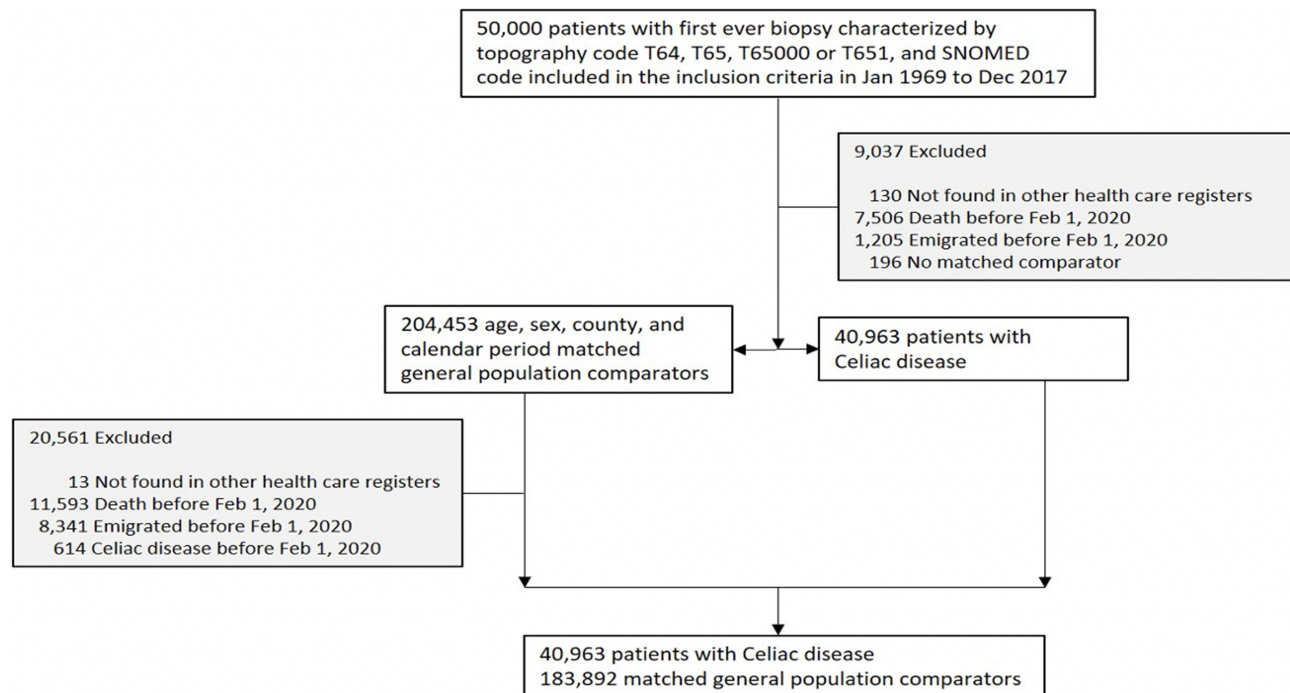 50,000 patients with first ever biopsy characterized by
topography code T64, T65, T65000 or T651, and SNOMED
code included in the inclusion criteria in Jan 1969 to Dec 2017
9,037 Excluded
130 Not found in other health care registers
7,506 Death before Feb 1, 2020
1,205 Emigrated before Feb 1, 2020
196 No matched comparator
204,453 age, sex, county, and
calendar period matched
general population comparators
40,963 patients with
Celiac disease
20,561 Excluded
13 Not found in other health care registers
11,593 Death before Feb 1, 2020
8,341 Emigrated before Feb 1, 2020
614 Celiac disease before Feb 1, 2020
40,963 patients with Celiac disease
183,892 matched general population comparators